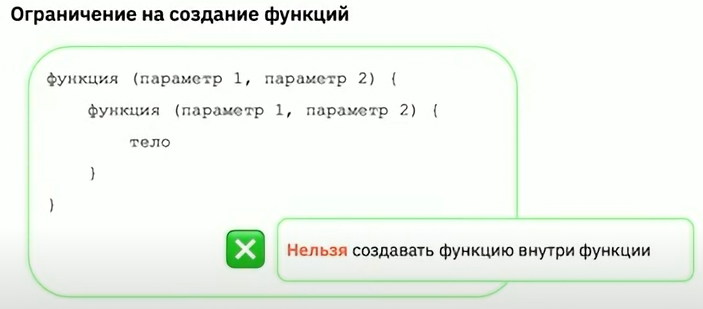 Ограничение на создание функций
функция (параметр 1, параметр 2) {
функция (параметр 1, параметр 2) {
тело
}
}
Нельзя создавать функцию внутри функции